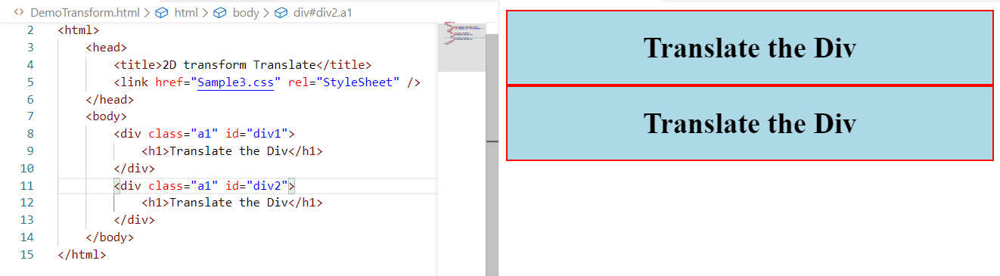 DemoTransform.html > html > body > div#div2.a1
2 <html>
3 <head>
4 <title>2D transform Translate</title>
5 <link href="Sample3.css" rel="StyleSheet" />
6 </head>
7 <body>
8 <div class="a1" id="div1">
9 <h1>Translate the Div</h1>
10 </div>
11 <div class="a1" id="div2">
12 <h1>Translate the Div</h1>
13 </div>
14 </body>
15 </html>
Translate the Div
Translate the Div